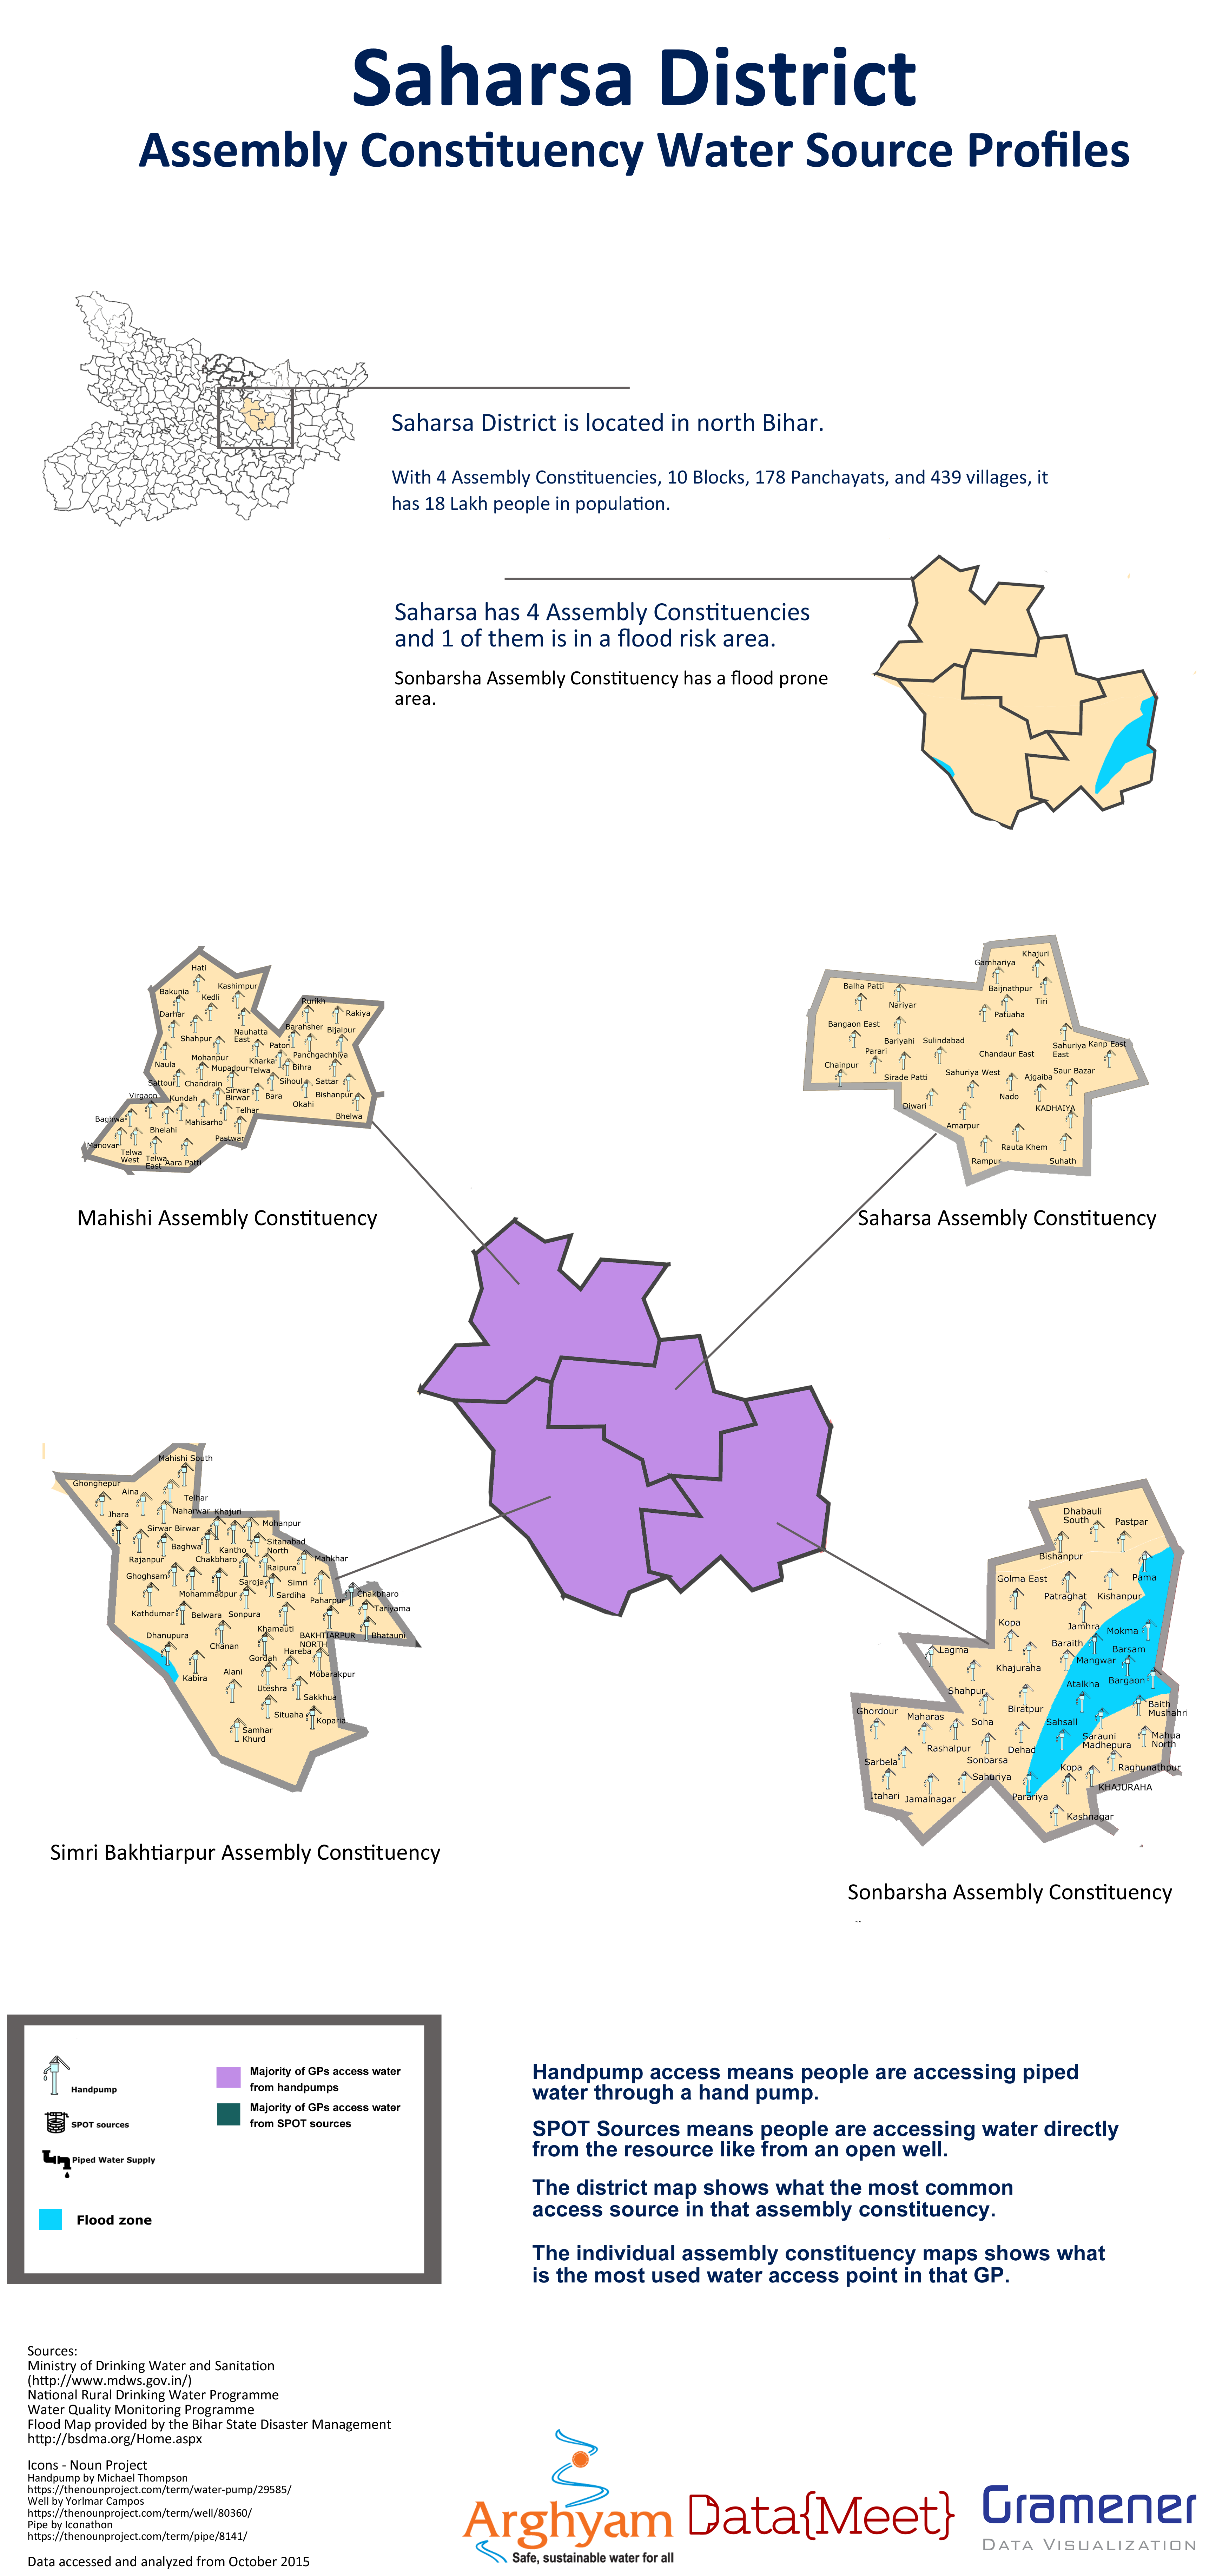 Saharsa District
Assembly Constituency Water Source Profiles
Saharsa District is located in north Bihar.
With 4 Assembly Constituencies, 10 Blocks, 178 Panchayats, and 439 villages, it
has 18 Lakh people in population.
Saharsa has 4 Assembly Constituencies
and 1 of them is in a flood risk area.
Sonbarsha Assembly Constituency has a flood prone
area.
Hati
Kashimpur
Bakunia
Kedli
Darhar
Shahpur
Nauhatta
East
Rurikh
Rakiya
Barahsher
Bijalpur
Patori
Panchgachhiya
Naula
Mohanpur
Kharka
Mupadpur
Telwa
Bihra
Sattour
Chandrain
Sihoul
Sattar
Sirwar
Birwar
Bara
Bishanpur
Virgaon
Kundah
Okahi
Telhar
Bhelwa
Baghwa
Mahisarho
Bhelahi
Pastwar
Manovar
Telwa
West
Telwa
East
Aara Patti
Mahishi Assembly Constituency
Khajuri
Gamhariya
Balha Patti
Baijnathpur
Nariyar
Tiri
Patuaha
Bangaon East
Bariyahi
Sulindabad
Sahuriya
East
Kanp East
Parari
Chandaur East
Chainpur
Sirade Patti
Sahuriya West
Ajgaiba
Saur Bazar
Nado
Diwari
KADHAIYA
Amarpur
Rauta Khem
Rampur
Suhath
Saharsa Assembly Constituency
Mahishi South
Ghonghepur
Aina
Telhar
Jhara
Naharwar
Khajuri
Mohanpur
Sirwar Birwar
Sitanabad
North
Baghwa
Kantho
Rajanpur
Chakbharo
Mahkhar
Raipura
Ghoghsam
Saroja
Simri
Mohammadpur
Sardiha
Paharpur
Chakbharo
Tariyama
Kathdumar
Belwara
Sonpura
Khamauti
Dhanupura
Chanan
BAKHTIARPUR
NORTH
Bhatauni
Hareba
Gordah
Kabira
Alani
Mobarakpur
Uteshra
Sakkhua
Situaha
Koparia
Samhar
Khurd
Simri Bakhtiarpur Assembly Constituency
Dhabauli
South
Pastpar
Bishanpur
Golma East
Pama
Patraghat
Kishanpur
Kopa
Jamhra
Mokma
Baraith
Barsam
Lagma
Khajuraha
Mangwar
Shahpur
Atalkha
Bargaon
Ghordour
Maharas
Biratpur
Baith
Mushahri
Soha
Sahsall
Rashalpur
Sarauni
Madhepura
Mahua
North
Dehad
Sarbela
Sonbarsa
Kopa
Raghunathpur
Sahuriya
Itahari
Jamalnagar
Parariya
KHAJURAHA
Kashnagar
Sonbarsha Assembly Constituency
Handpump
SPOT sources
Piped Water Supply
Flood zone
Majority of GPs access water
from handpumps
Majority of GPs access water
from SPOT sources
Handpump access means people are accessing piped
water through a hand pump.
SPOT Sources means people are accessing water directly
from the resource like from an open well.
The district map shows what the most common
access source in that assembly constituency.
The individual assembly constituency maps shows what
is the most used water access point in that GP.
Sources:
Ministry of Drinking Water and Sanitation
(http://www.mdws.gov.in/)
National Rural Drinking Water Programme
Water Quality Monitoring Programme
Flood Map provided by the Bihar State Disaster Management
http://bsdma.org/Home.aspx
Icons - Noun Project
Handpump by Michael Thompson
https://thenounproject.com/term/water-pump/29585/
Well by Yorlmar Campos
https://thenounproject.com/term/well/80360/
Pipe by Iconathon
https://thenounproject.com/term/pipe/8141/
Data accessed and analyzed from October 2015
Arghyam
Safe, sustainable water for all
Data{Meet}
Gramener
DATA VISUALIZATION